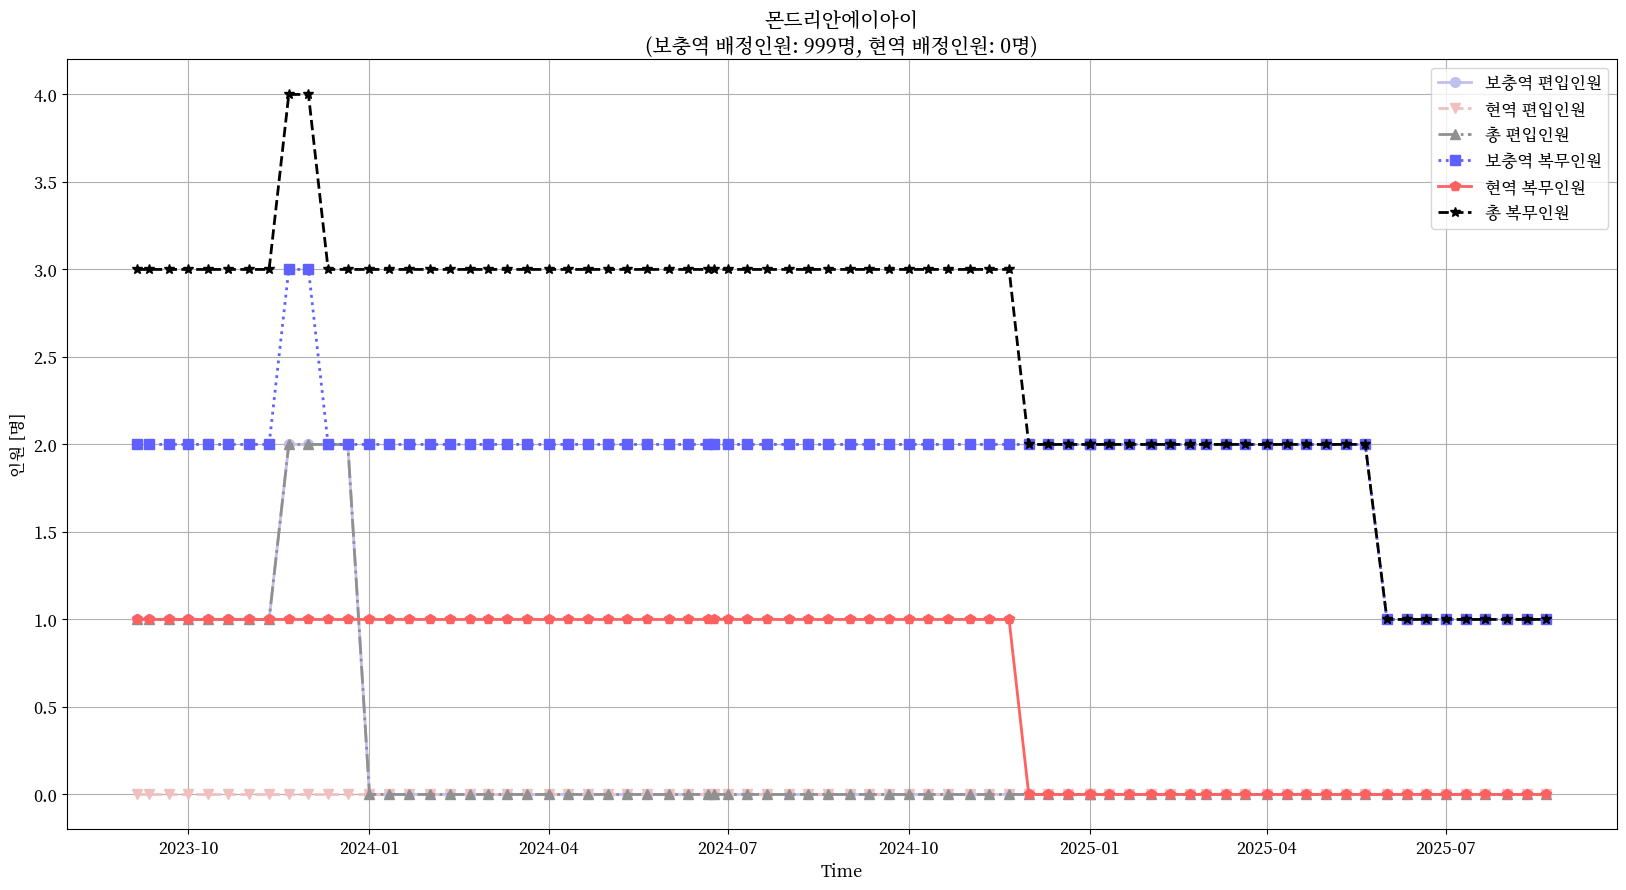 몬드리안에이아이
(보충역 배정인원: 999명, 현역 배정인원: 0명)
보충역 편입인원
현역 편입인원
총 편입인원
보충역 복무인원
현역 복무인원
총 복무인원
인원 [명]
4.0
3.5
3.0
2.5
2.0
1.5
1.0
0.5
0.0
2023-10
2024-01
2024-04
2024-07
2024-10
2025-01
2025-04
2025-07
Time